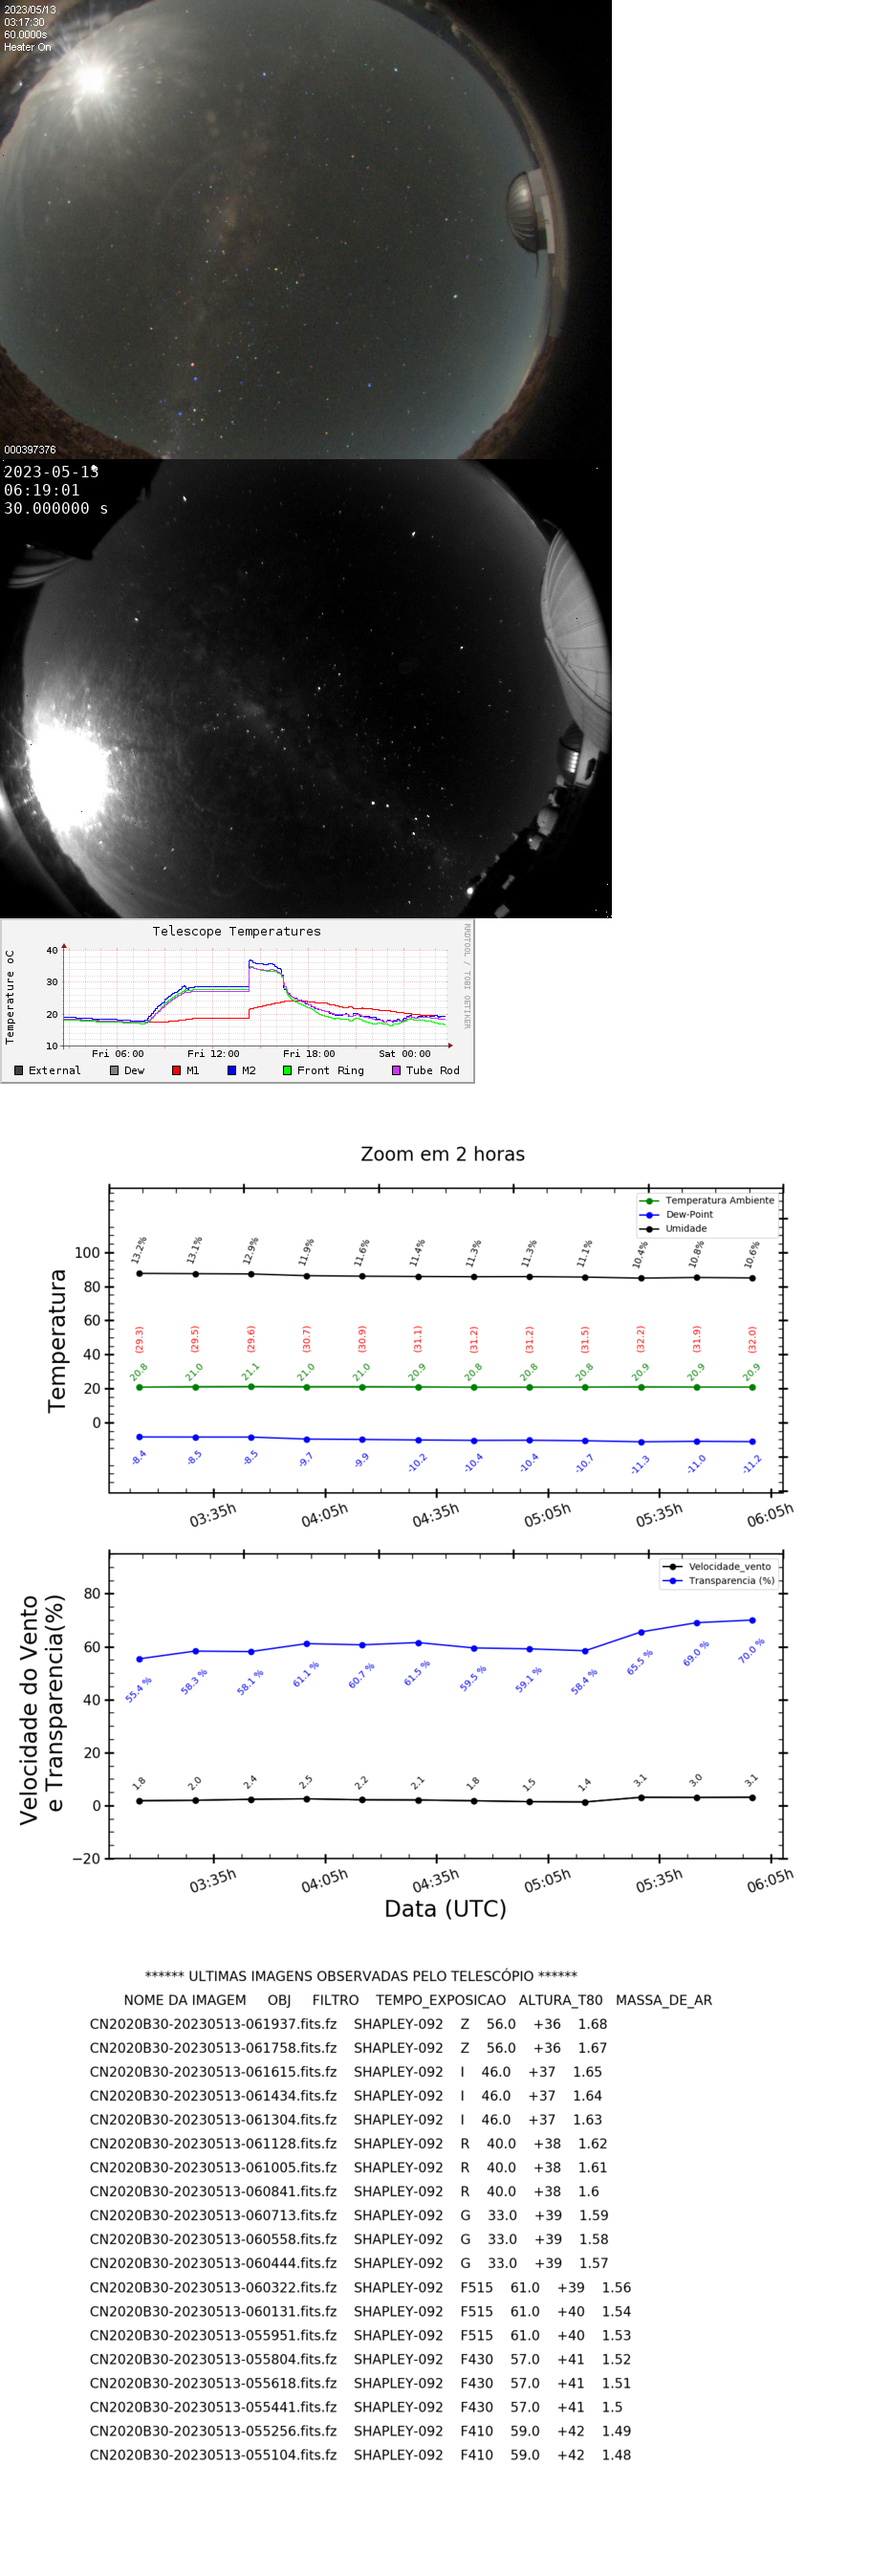 2023/05/13
03:17:30
60.0000s
Heater On
000397376
2023-05-13
06:19:01
30.000000 s
Telescope Temperatures
RRDTOOL / TOBI OETIKER
Temperature oC
40
30
20
10
Fri 06:00 Fri 12:00 Fri 18:00 Sat 00:00
External Dew M1 M2 Front Ring Tube Rod
Zoom em 2 horas
Temperatura Ambiente
Dew-Point
Umidade
Temperatura
100
80
60
40
20
0
13.2% 13.1% 12.9% 11.9% 11.6% 11.4% 11.3% 11.3% 11.1% 10.4% 10.8% 10.6%
(29.3) (29.5) (29.6) (30.7) (30.9) (31.1) (31.2) (31.2) (31.5) (32.2) (31.9) (32.0)
20.8 21.0 21.1 21.0 21.0 20.9 20.8 20.8 20.8 20.9 20.9 20.9
-8.4 -8.5 -8.5 -9.7 -9.9 -10.2 -10.4 -10.4 -10.7 -11.3 -11.0 -11.2
03:35h 04:05h 04:35h 05:05h 05:35h 06:05h
Velocidade_vento
Transparencia (%)
Velocidade do Vento
e Transparencia(%)
80
60
40
20
0
−20
55.4 % 58.3 % 58.1 % 61.1 % 60.7 % 61.5 % 59.5 % 59.1 % 58.4 % 65.5 % 69.0 % 70.0 %
1.8 2.0 2.4 2.5 2.2 2.1 1.8 1.5 1.4 3.1 3.0 3.1
03:35h 04:05h 04:35h 05:05h 05:35h 06:05h
Data (UTC)
****** ULTIMAS IMAGENS OBSERVADAS PELO TELESCÓPIO ******
NOME DA IMAGEM OBJ FILTRO TEMPO_EXPOSICAO ALTURA_T80 MASSA_DE_AR
CN2020B30-20230513-061937.fits.fz SHAPLEY-092 Z 56.0 +36 1.68
CN2020B30-20230513-061758.fits.fz SHAPLEY-092 Z 56.0 +36 1.67
CN2020B30-20230513-061615.fits.fz SHAPLEY-092 I 46.0 +37 1.65
CN2020B30-20230513-061434.fits.fz SHAPLEY-092 I 46.0 +37 1.64
CN2020B30-20230513-061304.fits.fz SHAPLEY-092 I 46.0 +37 1.63
CN2020B30-20230513-061128.fits.fz SHAPLEY-092 R 40.0 +38 1.62
CN2020B30-20230513-061005.fits.fz SHAPLEY-092 R 40.0 +38 1.61
CN2020B30-20230513-060841.fits.fz SHAPLEY-092 R 40.0 +38 1.6
CN2020B30-20230513-060713.fits.fz SHAPLEY-092 G 33.0 +39 1.59
CN2020B30-20230513-060558.fits.fz SHAPLEY-092 G 33.0 +39 1.58
CN2020B30-20230513-060444.fits.fz SHAPLEY-092 G 33.0 +39 1.57
CN2020B30-20230513-060322.fits.fz SHAPLEY-092 F515 61.0 +39 1.56
CN2020B30-20230513-060131.fits.fz SHAPLEY-092 F515 61.0 +40 1.54
CN2020B30-20230513-055951.fits.fz SHAPLEY-092 F515 61.0 +40 1.53
CN2020B30-20230513-055804.fits.fz SHAPLEY-092 F430 57.0 +41 1.52
CN2020B30-20230513-055618.fits.fz SHAPLEY-092 F430 57.0 +41 1.51
CN2020B30-20230513-055441.fits.fz SHAPLEY-092 F430 57.0 +41 1.5
CN2020B30-20230513-055256.fits.fz SHAPLEY-092 F410 59.0 +42 1.49
CN2020B30-20230513-055104.fits.fz SHAPLEY-092 F410 59.0 +42 1.48